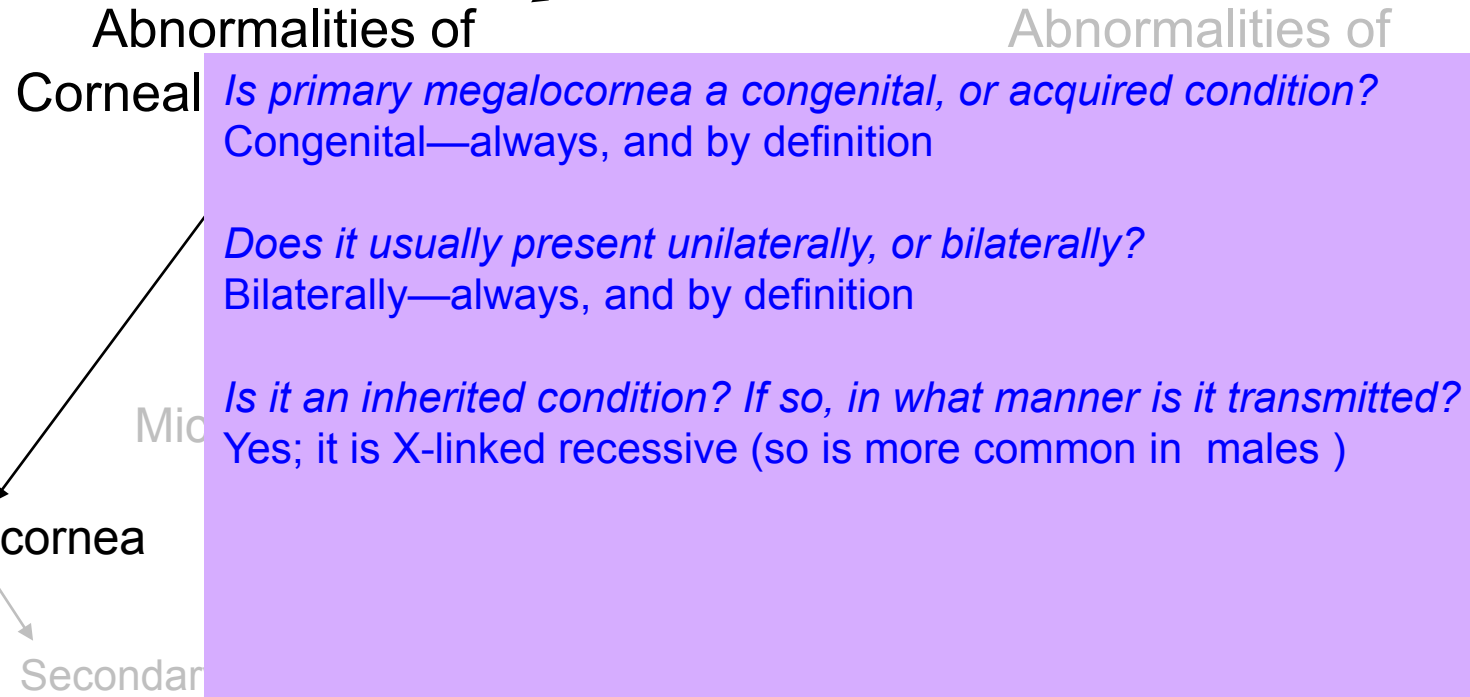 Abnormalities of
Abnormalities of
Corneal
Is primary megalocornea a congenital, or acquired condition?
Congenital—always, and by definition
Does it usually present unilaterally, or bilaterally?
Bilaterally—always, and by definition
Is it an inherited condition? If so, in what manner is it transmitted?
Mic
Yes; it is X-linked recessive (so is more common in males )
cornea
Secondar